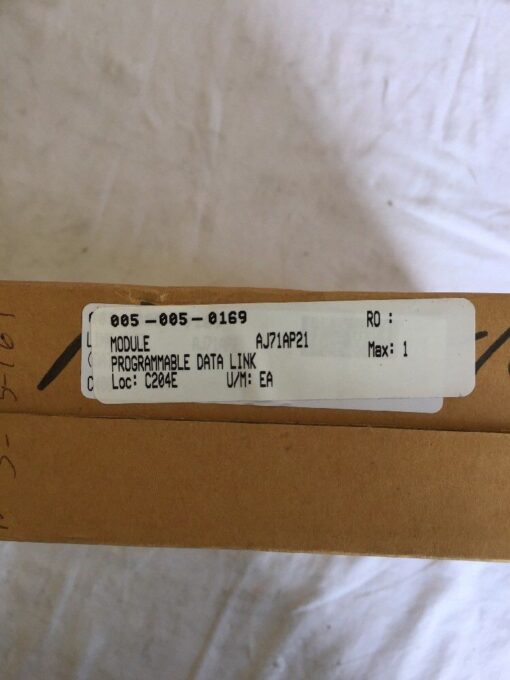 005-005-0169 RO :
MODULE AJ71AP21 Max: 1
PROGRAMMABLE DATA LINK
Loc: C204E U/M: EA